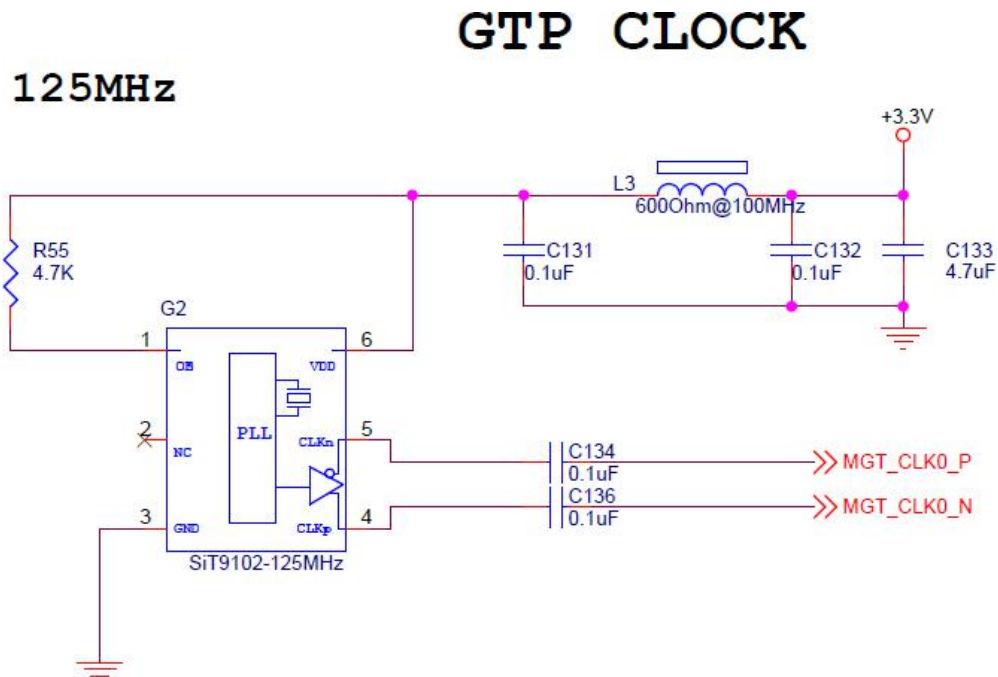 GTP CLOCK
125MHz
+3.3V
L3
600Ohm@100MHz
R55
4.7K
C131
0.1uF
C132
0.1uF
C133
4.7uF
G2
1
OE
6
VDD
2
NC
PLL
5
CLKn
3
GND
4
CLKp
SiT9102-125MHz
C134
0.1uF
MGT_CLK0_P
C136
0.1uF
MGT_CLK0_N